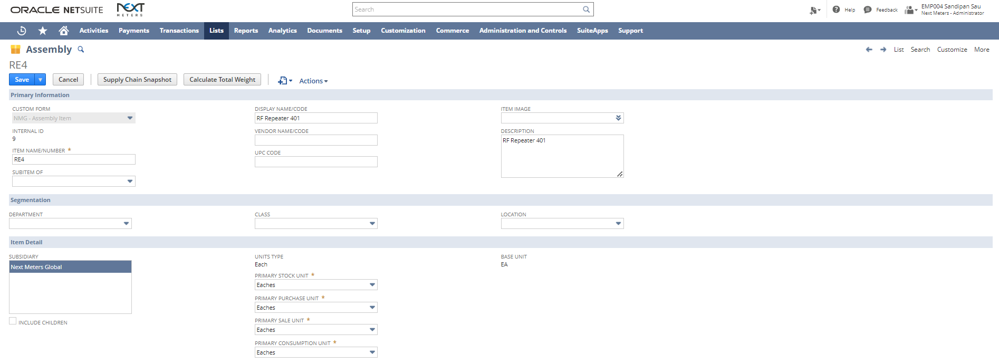 ORACLE NETSUITE
NEXT
METERS
Search
Help
Feedback
EMP004 Sandipan Sau
Next Meters - Administrator
Activities
Payments
Transactions
Lists
Reports
Analytics
Documents
Setup
Customization
Commerce
Administration and Controls
SuiteApps
Support
Assembly
List
Search
Customize
More
RE4
Save
Cancel
Supply Chain Snapshot
Calculate Total Weight
Actions
Primary Information
CUSTOM FORM
NMG - Assembly Item
INTERNAL ID
9
ITEM NAME/NUMBER *
RE4
SUBITEM OF
DISPLAY NAME/CODE
RF Repeater 401
VENDOR NAME/CODE
UPC CODE
ITEM IMAGE
DESCRIPTION
RF Repeater 401
Segmentation
DEPARTMENT
CLASS
LOCATION
Item Detail
SUBSIDIARY
Next Meters Global
INCLUDE CHILDREN
UNITS TYPE
Each
PRIMARY STOCK UNIT *
Eaches
PRIMARY PURCHASE UNIT *
Eaches
PRIMARY SALE UNIT *
Eaches
PRIMARY CONSUMPTION UNIT *
Eaches
BASE UNIT
EA